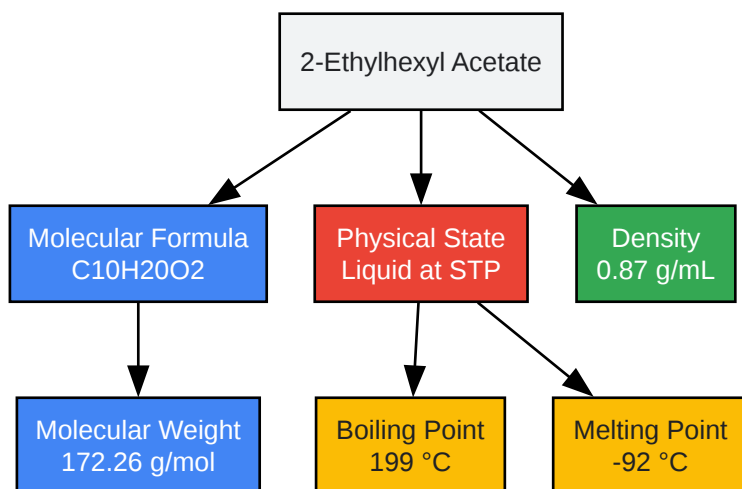 2-Ethylhexyl Acetate
Molecular Formula
C10H20O2
Physical State
Liquid at STP
Density
0.87 g/mL
Molecular Weight
172.26 g/mol
Boiling Point
199 °C
Melting Point
-92 °C